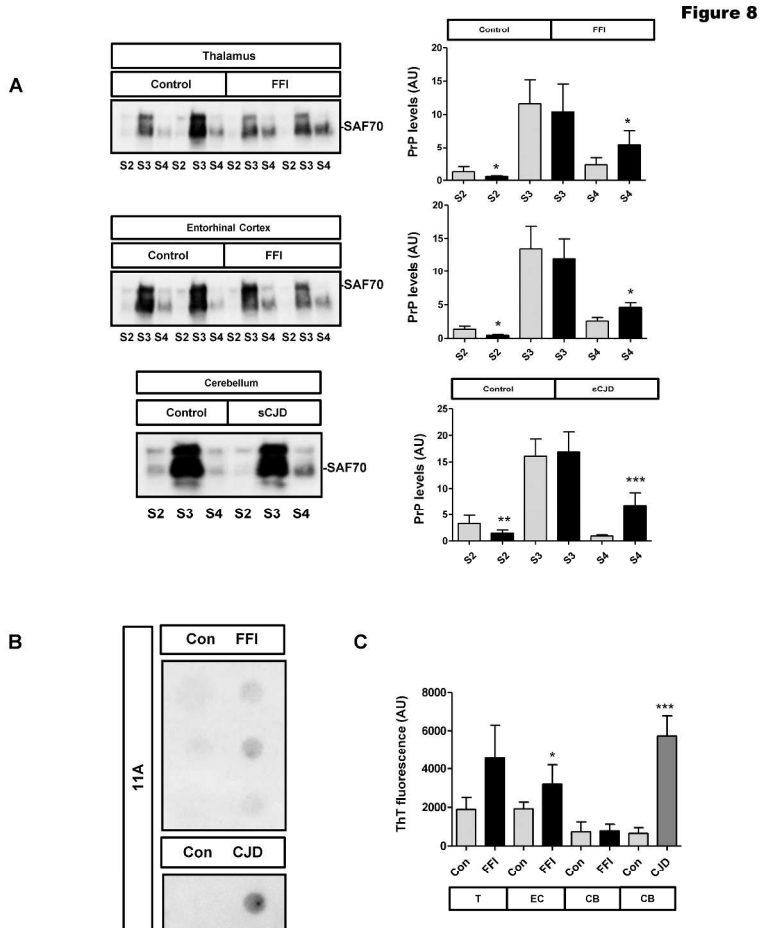 Figure 8
A
Thalamus
Control FFI
-SAF70
S2 S3 S4 S2 S3 S4 S2 S3 S4 S2 S3 S4
Entorhinal Cortex
Control FFI
-SAF70
S2 S3 S4 S2 S3 S4 S2 S3 S4 S2 S3 S4
Cerebellum
Control sCJD
-SAF70
S2 S3 S4 S2 S3 S4
Control FFI
PrP levels (AU)
20
15
10
5
0
* *
S2 S2 S3 S3 S4 S4
PrP levels (AU)
20
15
10
5
0
* *
S2 S2 S3 S3 S4 S4
Control sCJD
PrP levels (AU)
25
20
15
10
5
0
** ***
S2 S2 S3 S3 S4 S4
B
11A
Con FFI
Con CJD
C
ThT fluorescence (AU)
8000
6000
4000
2000
0
* ***
Con FFI Con FFI Con FFI Con CJD
T EC CB CB